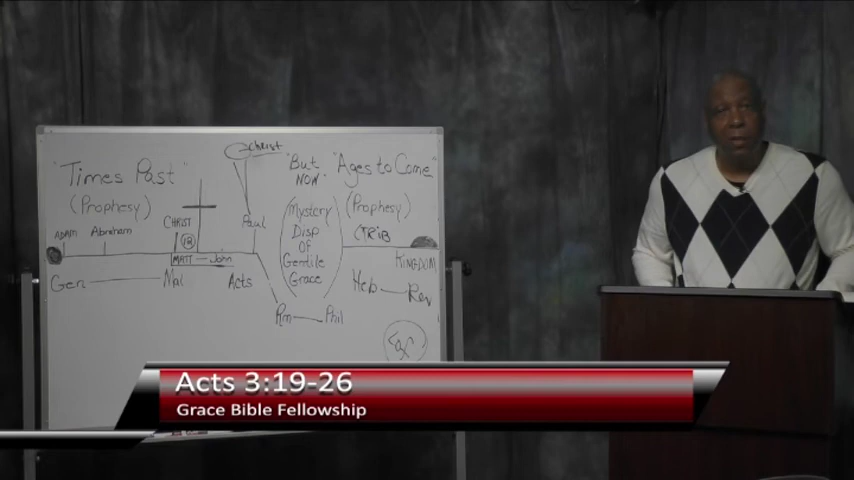 "Times Past"
(Prophesy)
ADAM
Abraham
CHRIST
MATT — John
Gen — Mal
Acts
Christ
Paul
"But
NOW"
(Mystery
Disp
Of
Gentile
Grace)
Rm — Phil
"Ages to Come"
(Prophesy)
TRIB
KINGDOM
Heb — Rev
Acts 3:19-26
Grace Bible Fellowship